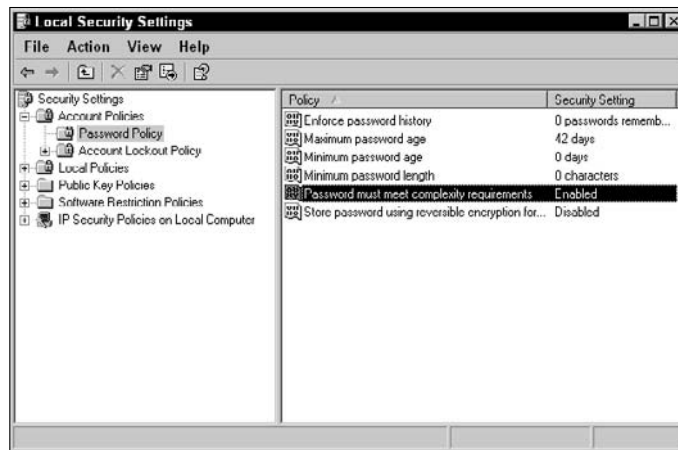 Local Security Settings
File Action View Help
Security Settings
Account Policies
Password Policy
Account Lockout Policy
Local Policies
Public Key Policies
Software Restriction Policies
IP Security Policies on Local Computer
Policy Security Setting
Enforce password history 0 passwords rememb...
Maximum password age 42 days
Minimum password age 0 days
Minimum password length 0 characters
Password must meet complexity requirements Enabled
Store password using reversible encryption for... Disabled